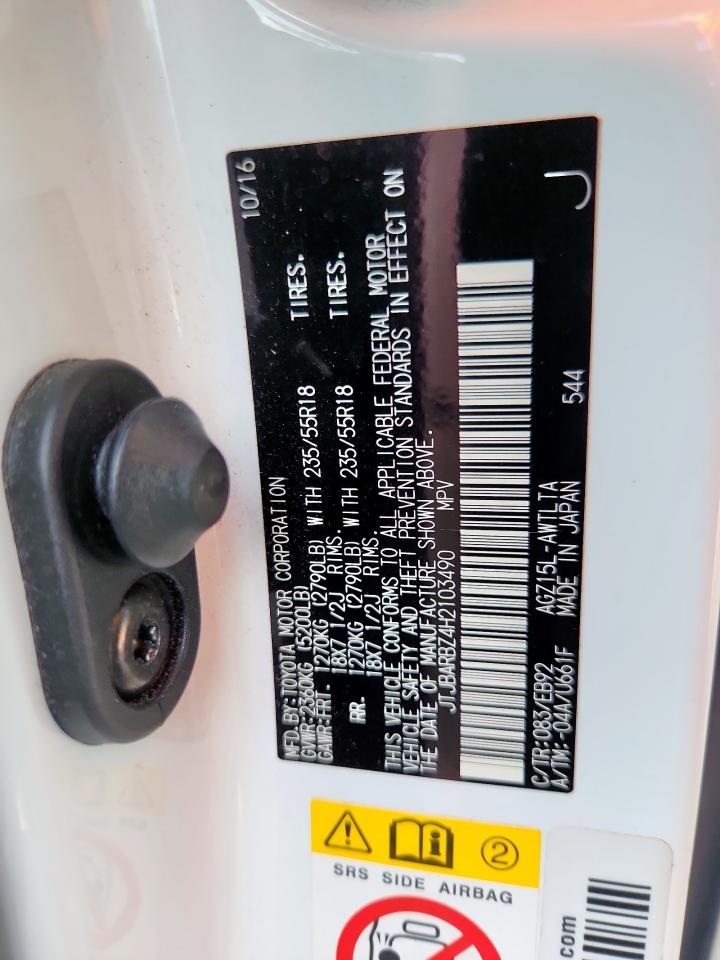 MFD.BY:TOYOTA MOTOR CORPORATION 10/16
GVWR:2360KG (5200LB)
GAWR:FRT. 1270KG (2790LB) WITH 235/55R18 TIRES.
18X7 1/2J RIMS.
RR. 1270KG (2790LB) WITH 235/55R18 TIRES.
18X7 1/2J RIMS.
THIS VEHICLE CONFORMS TO ALL APPLICABLE FEDERAL MOTOR
VEHICLE SAFETY AND THEFT PREVENTION STANDARDS IN EFFECT ON
THE DATE OF MANUFACTURE SHOWN ABOVE.
JTJBARBZ4H2103490 MPV
C/TR:083/EB92 AGZ15L-AWTLTA
A/TM:-04A/U661F MADE IN JAPAN 544
J
2
SRS SIDE AIRBAG
.com